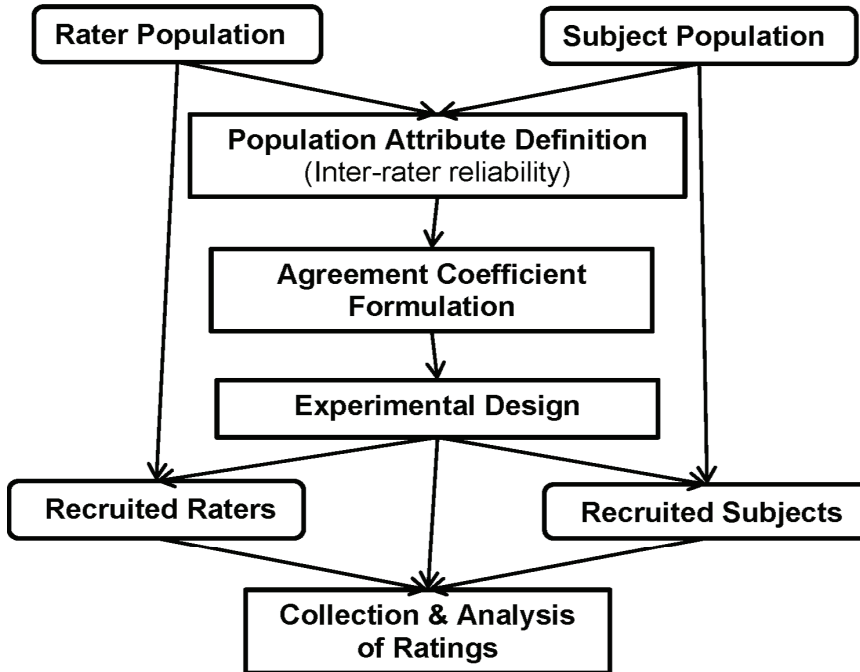 Rater Population
Subject Population
Population Attribute Definition
(Inter-rater reliability)
Agreement Coefficient
Formulation
Experimental Design
Recruited Raters
Recruited Subjects
Collection & Analysis
of Ratings